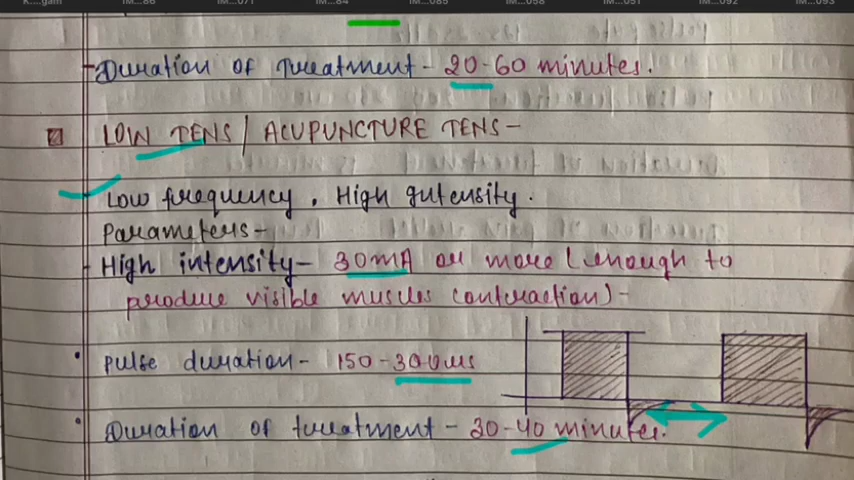 - Duration of treatment - 20-60 minutes.
LOW TENS / ACUPUNCTURE TENS -
Low frequency, High intensity.
Parameters -
- High intensity - 30mA or more (enough to
produce visible muscles contraction) -
• Pulse duration - 150-300us
• Duration of treatment - 30-40 minutes.